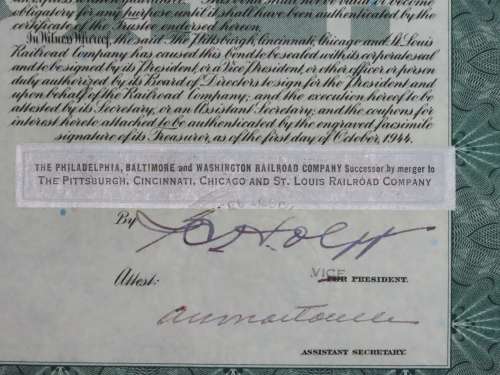 obligatory for any purpose until it shall have been authenticated by the
certificate of the Trustee endorsed hereon.
In Witness Whereof, the said The Pittsburgh, Cincinnati, Chicago and St. Louis
Railroad Company has caused this Bond to be sealed with its corporate seal
and to be signed by its President, or a Vice President, or other officer or person
duly authorized by its Board of Directors to sign for the President and
upon behalf of the Railroad Company; and the execution hereof to be
attested by its Secretary, or an Assistant Secretary; and the coupons for
interest hereto attached to be authenticated by the engraved facsimile
signature of its Treasurer, as of the first day of October, 1944.
THE PHILADELPHIA, BALTIMORE and WASHINGTON RAILROAD COMPANY Successor by merger to
THE PITTSBURGH, CINCINNATI, CHICAGO AND ST. LOUIS RAILROAD COMPANY
By
VICE
FOR PRESIDENT.
Attest:
ASSISTANT SECRETARY.